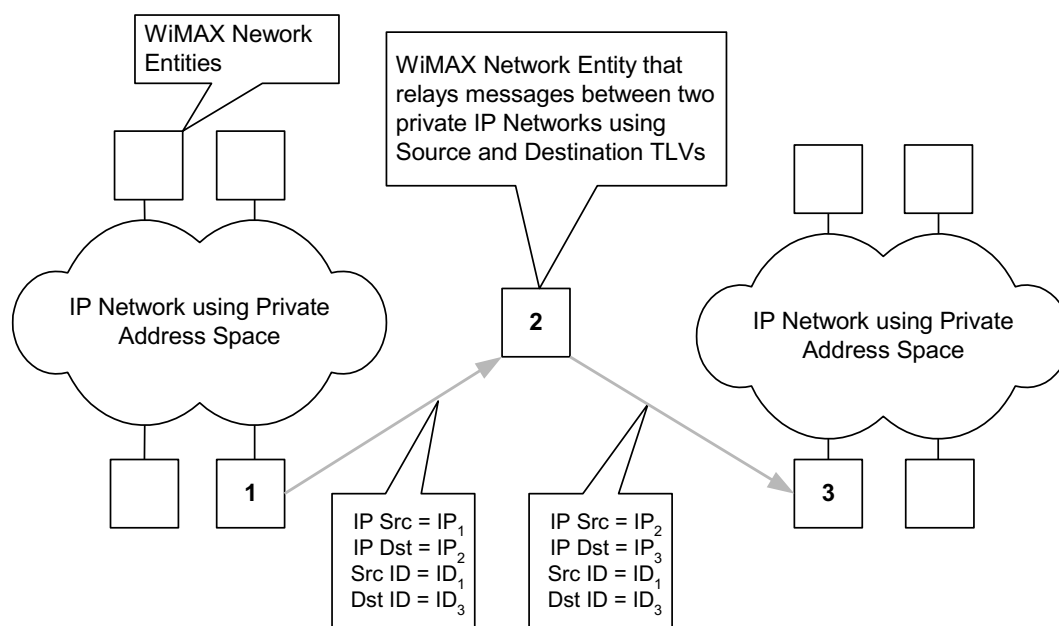 WiMAX Nework
Entities
WiMAX Network Entity that
relays messages between two
private IP Networks using
Source and Destination TLVs
IP Network using Private
Address Space
2
IP Network using Private
Address Space
1
3
IP Src = IP₁
IP Dst = IP₂
Src ID = ID₁
Dst ID = ID₃
IP Src = IP₂
IP Dst = IP₃
Src ID = ID₁
Dst ID = ID₃